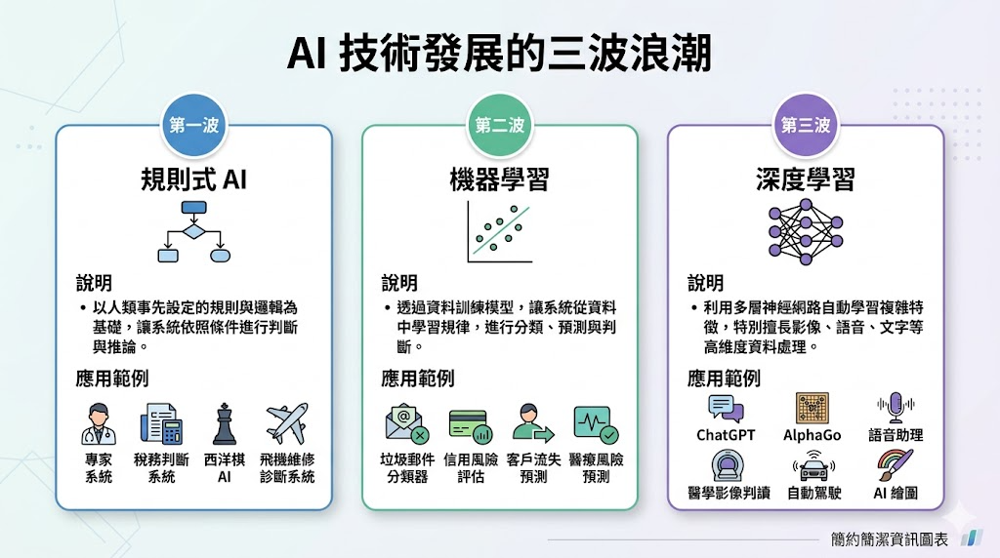 AI 技術發展的三波浪潮
第一波
規則式 AI
說明
• 以人類事先設定的規則與邏輯為
基礎，讓系統依照條件進行判斷
與推論。
應用範例
專家
系統
稅務判斷
系統
西洋棋
AI
飛機維修
診斷系統
第二波
機器學習
說明
• 透過資料訓練模型，讓系統從資料
中學習規律，進行分類、預測與判
斷。
應用範例
@
垃圾郵件
分類器
信用風險
評估
客戶流失
預測
醫療風險
預測
第三波
深度學習
說明
• 利用多層神經網路自動學習複雜特
徵，特別擅長影像、語音、文字等
高維度資料處理。
應用範例
ChatGPT
AlphaGo
語音助理
醫學影像判讀
自動駕駛
AI 繪圖
簡約簡潔資訊圖表